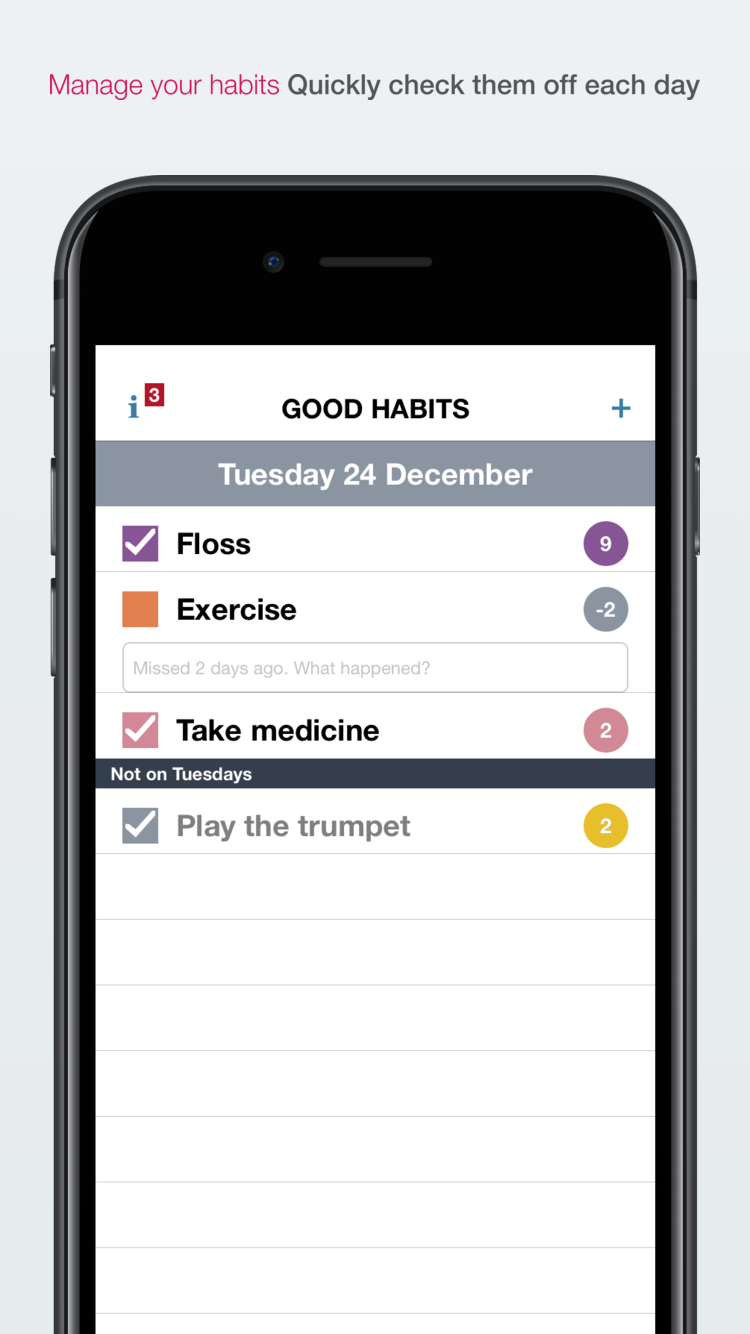 Manage your habits Quickly check them off each day
i 3
GOOD HABITS
+
Tuesday 24 December
Floss 9
Exercise -2
Missed 2 days ago. What happened?
Take medicine 2
Not on Tuesdays
Play the trumpet 2